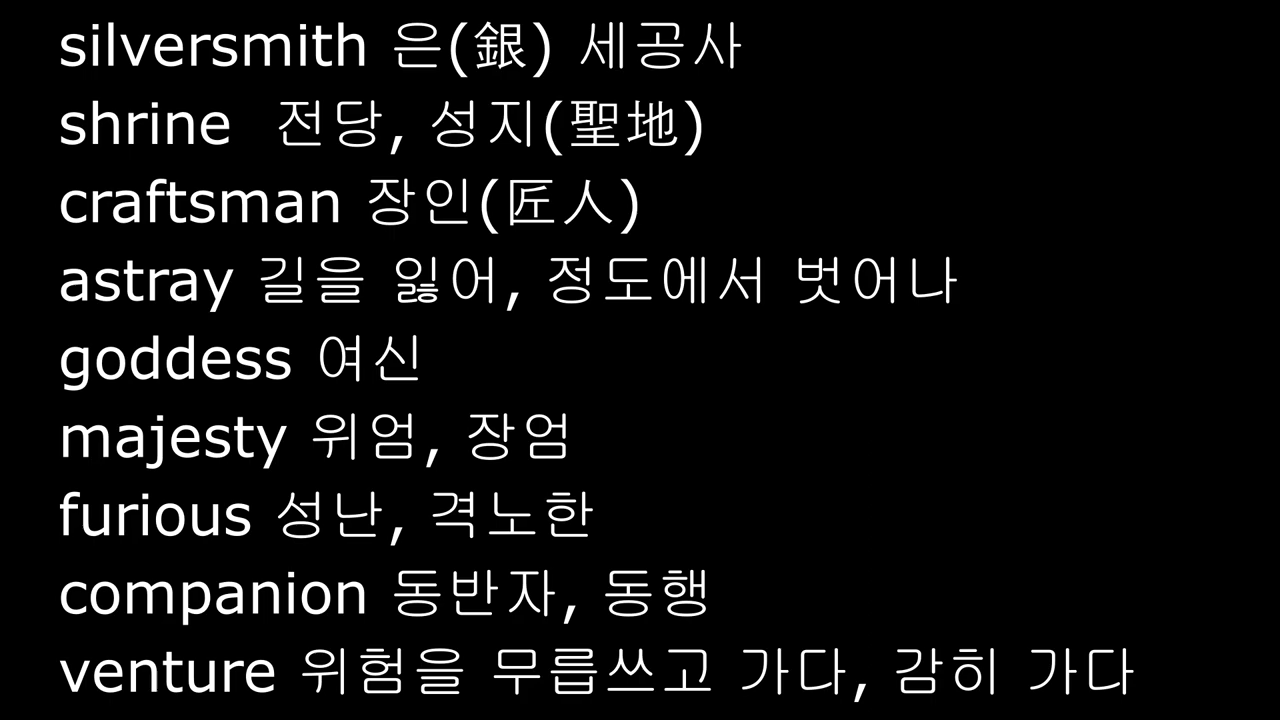 silversmith 은(銀) 세공사
shrine 전당, 성지(聖地)
craftsman 장인(匠人)
astray 길을 잃어, 정도에서 벗어나
goddess 여신
majesty 위엄, 장엄
furious 성난, 격노한
companion 동반자, 동행
venture 위험을 무릅쓰고 가다, 감히 가다